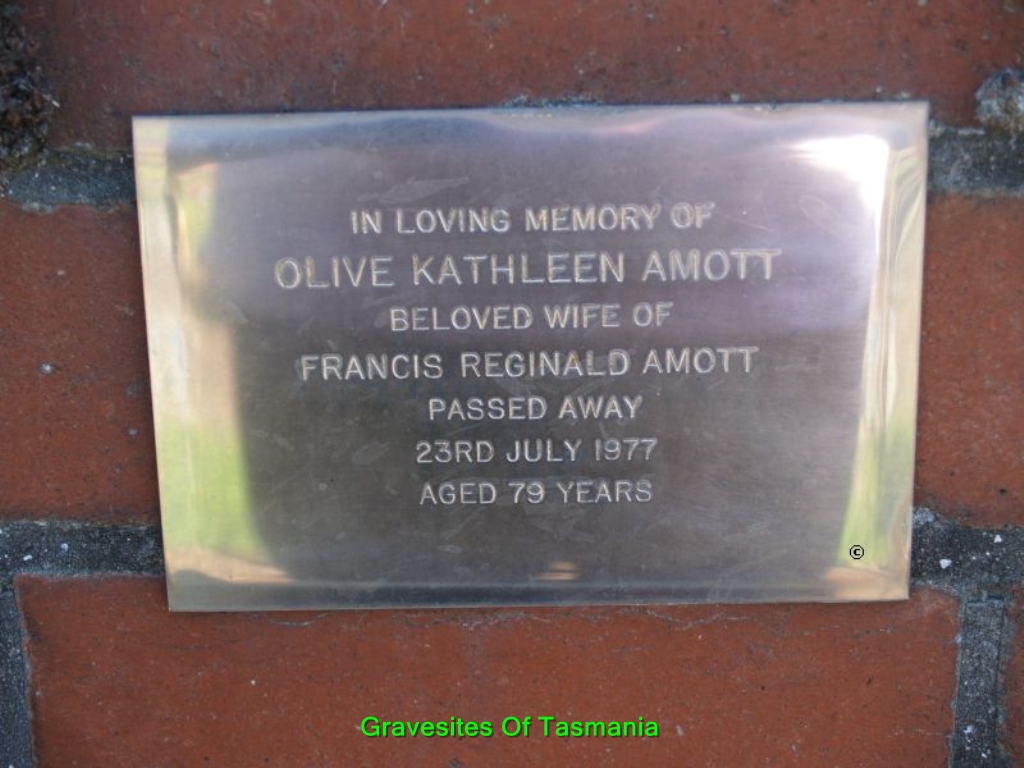 IN LOVING MEMORY OF
OLIVE KATHLEEN AMOTT
BELOVED WIFE OF
FRANCIS REGINALD AMOTT
PASSED AWAY
23RD JULY 1977
AGED 79 YEARS
©
Gravesites Of Tasmania